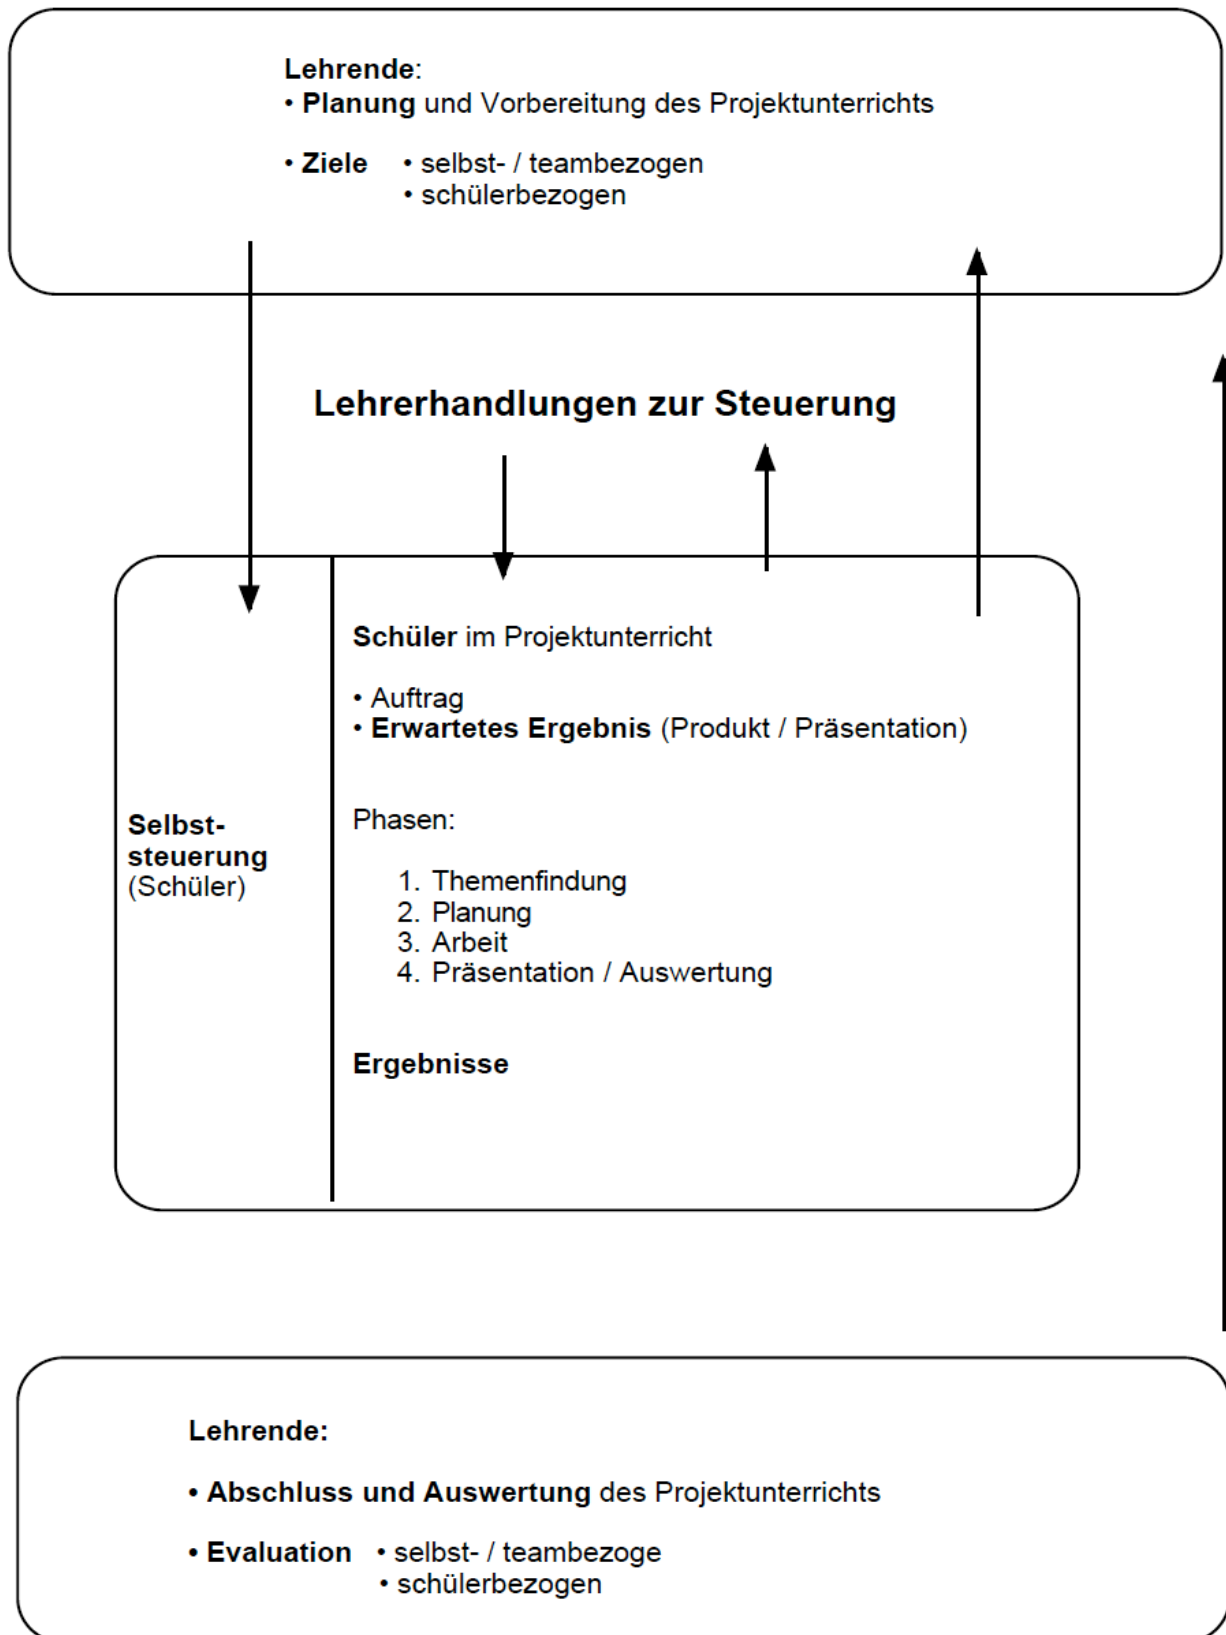 Lehrende:
• Planung und Vorbereitung des Projektunterrichts
• Ziele • selbst- / teambezogen
• schülerbezogen
Lehrerhandlungen zur Steuerung
Selbst-
steuerung
(Schüler)
Schüler im Projektunterricht
• Auftrag
• Erwartetes Ergebnis (Produkt / Präsentation)
Phasen:
1. Themenfindung
2. Planung
3. Arbeit
4. Präsentation / Auswertung
Ergebnisse
Lehrende:
• Abschluss und Auswertung des Projektunterrichts
• Evaluation • selbst- / teambezoge
• schülerbezogen